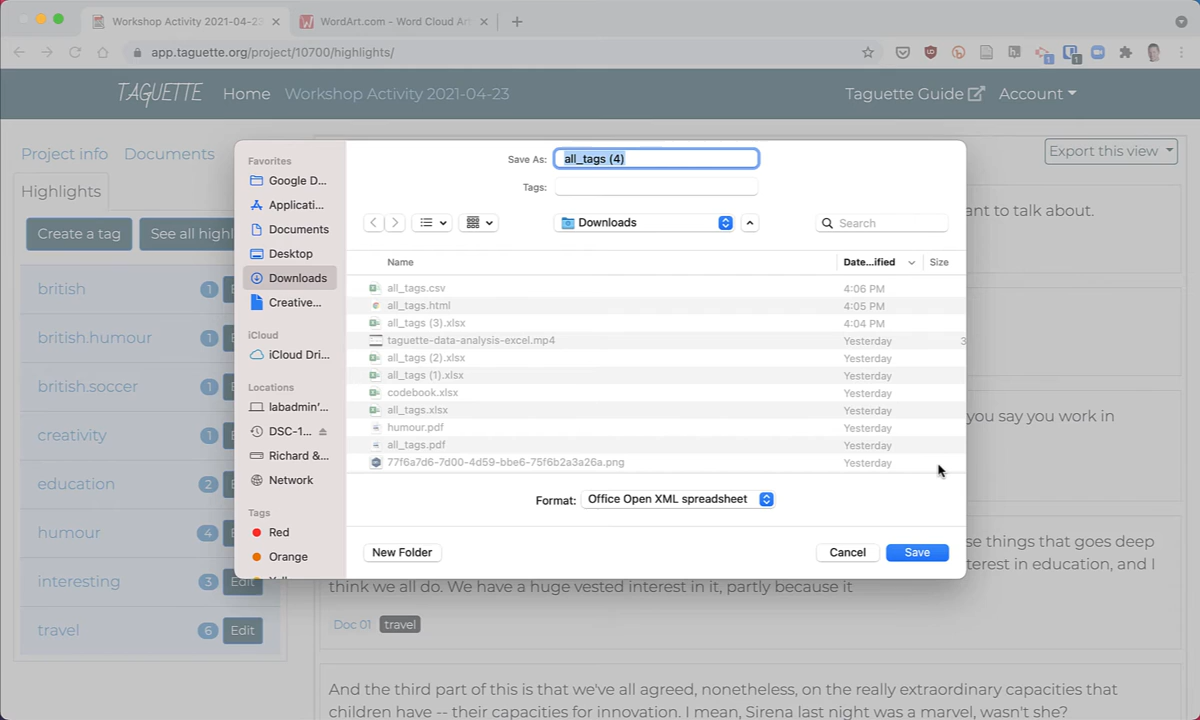 Workshop Activity 2021-04-23
WordArt.com - Word Cloud Art
app.taguette.org/project/10700/highlights/
TAGUETTE
Home
Workshop Activity 2021-04-23
Taguette Guide
Account
Project info
Documents
Highlights
Create a tag
See all highl
Export this view
british 1
british.humour 1
british.soccer 1
creativity 1
education 2
humour 4
interesting 3 Edit
travel 6 Edit
Favorites
Google D...
Applicati...
Documents
Desktop
Downloads
Creative...
iCloud
iCloud Dri...
Locations
labadmin'...
DSC-1...
Richard &...
Network
Tags
Red
Orange
Save As: all_tags (4)
Tags:
Downloads
Search
Name Date...ified Size
all_tags.csv 4:06 PM
all_tags.html 4:05 PM
all_tags (3).xlsx 4:04 PM
taguette-data-analysis-excel.mp4 Yesterday 3
all_tags (2).xlsx Yesterday
all_tags (1).xlsx Yesterday
codebook.xlsx Yesterday
all_tags.xlsx Yesterday
humour.pdf Yesterday
all_tags.pdf Yesterday
77f6a7d6-7d00-4d59-bbe6-75f6b2a3a26a.png Yesterday
Format: Office Open XML spreadsheet
New Folder
Cancel
Save
ant to talk about.
you say you work in
se things that goes deep
terest in education, and I
think we all do. We have a huge vested interest in it, partly because it
Doc 01 travel
And the third part of this is that we've all agreed, nonetheless, on the really extraordinary capacities that
children have -- their capacities for innovation. I mean, Sirena last night was a marvel, wasn't she?